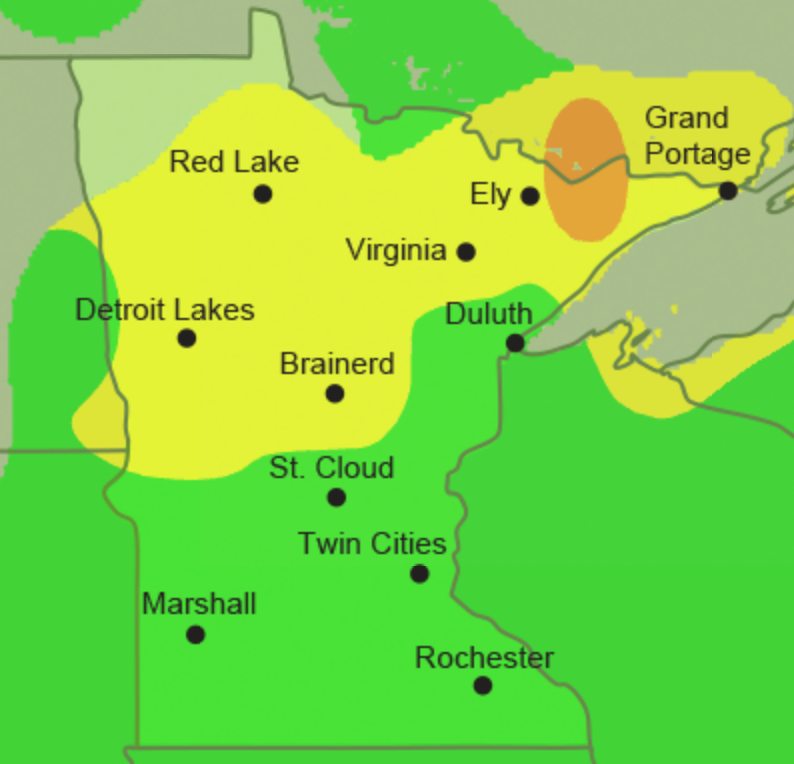 Grand
Portage
Red Lake
Ely
Virginia
Detroit Lakes
Duluth
Brainerd
St. Cloud
Twin Cities
Marshall
Rochester